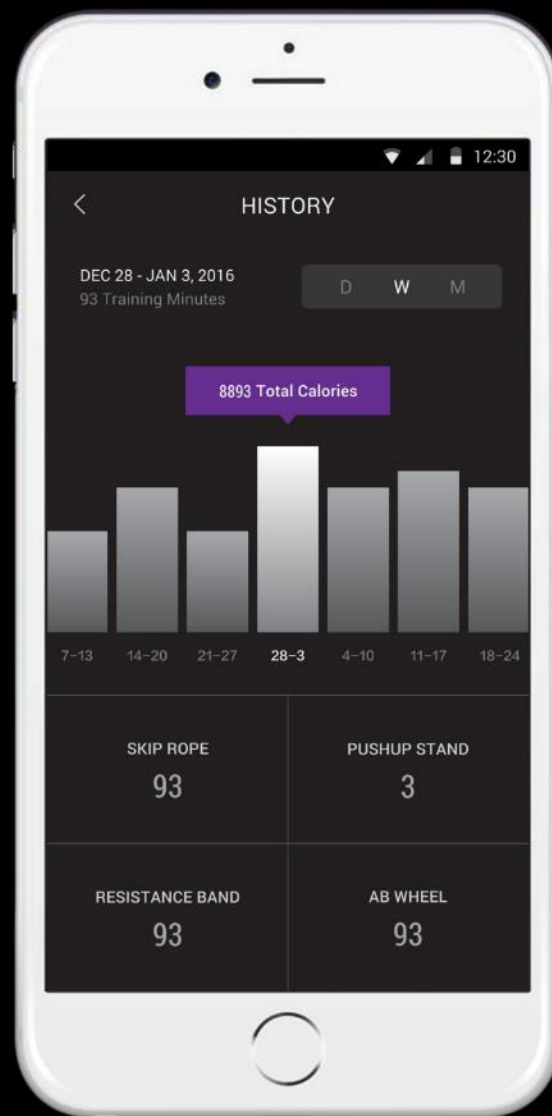 12:30
HISTORY
DEC 28 - JAN 3, 2016
93 Training Minutes
D W M
8893 Total Calories
7-13 14-20 21-27 28-3 4-10 11-17 18-24
SKIP ROPE PUSHUP STAND
93 3
RESISTANCE BAND AB WHEEL
93 93